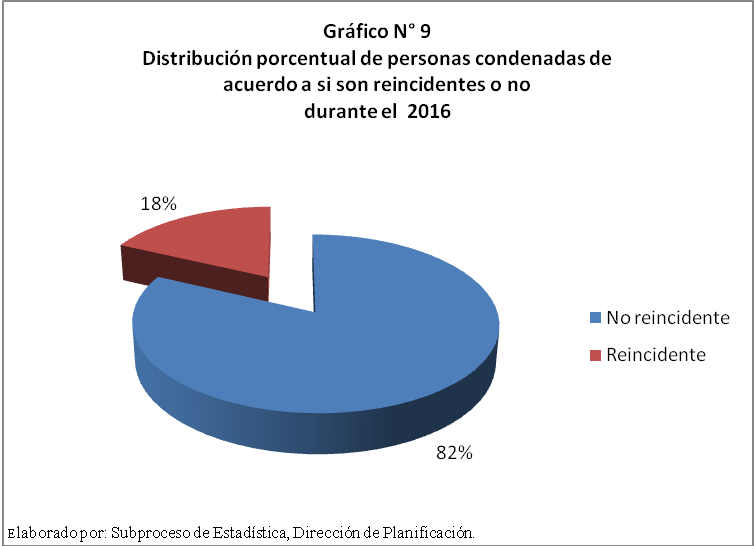 Gráfico N° 9
Distribución porcentual de personas condenadas de
acuerdo a si son reincidentes o no
durante el 2016
18%
No reincidente
Reincidente
82%
Elaborado por: Subproceso de Estadística, Dirección de Planificación.